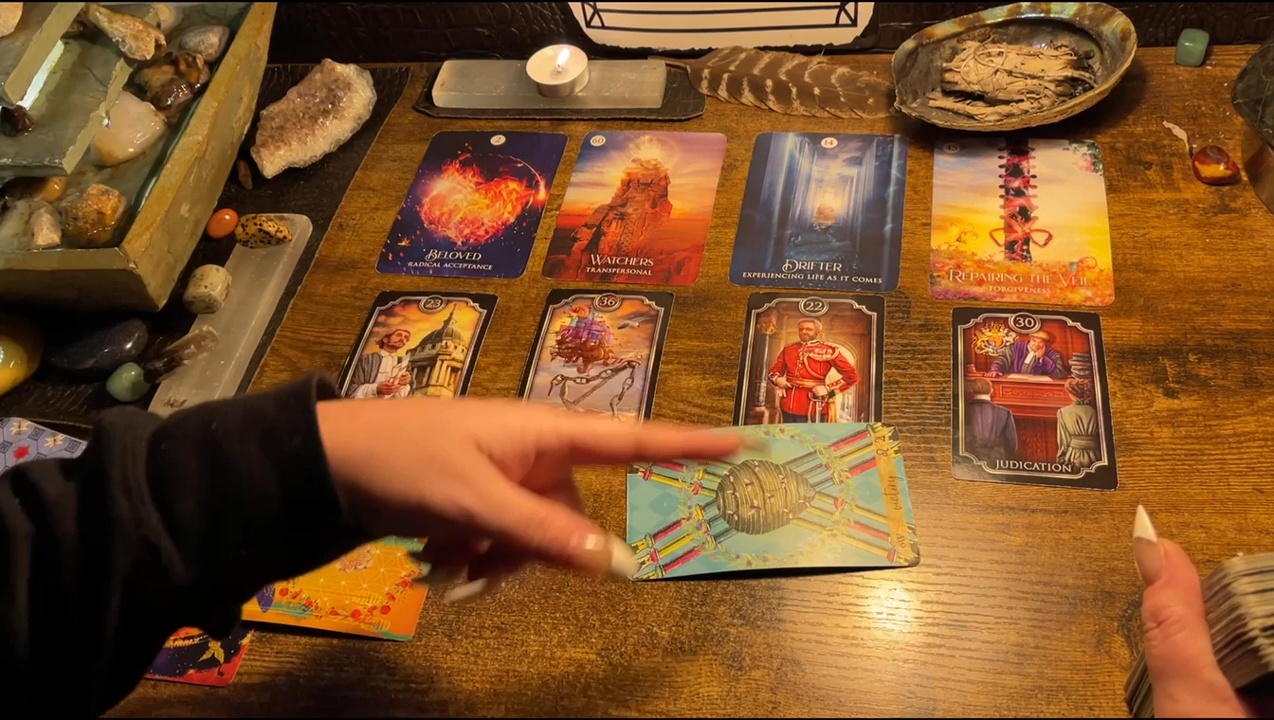 2
BELOVED
RADICAL ACCEPTANCE
60
WATCHERS
TRANSPERSONAL
14
DRIFTER
EXPERIENCING LIFE AS IT COMES
REPAIRING THE VEIL
FORGIVENESS
23
36
22
30
JUDICATION